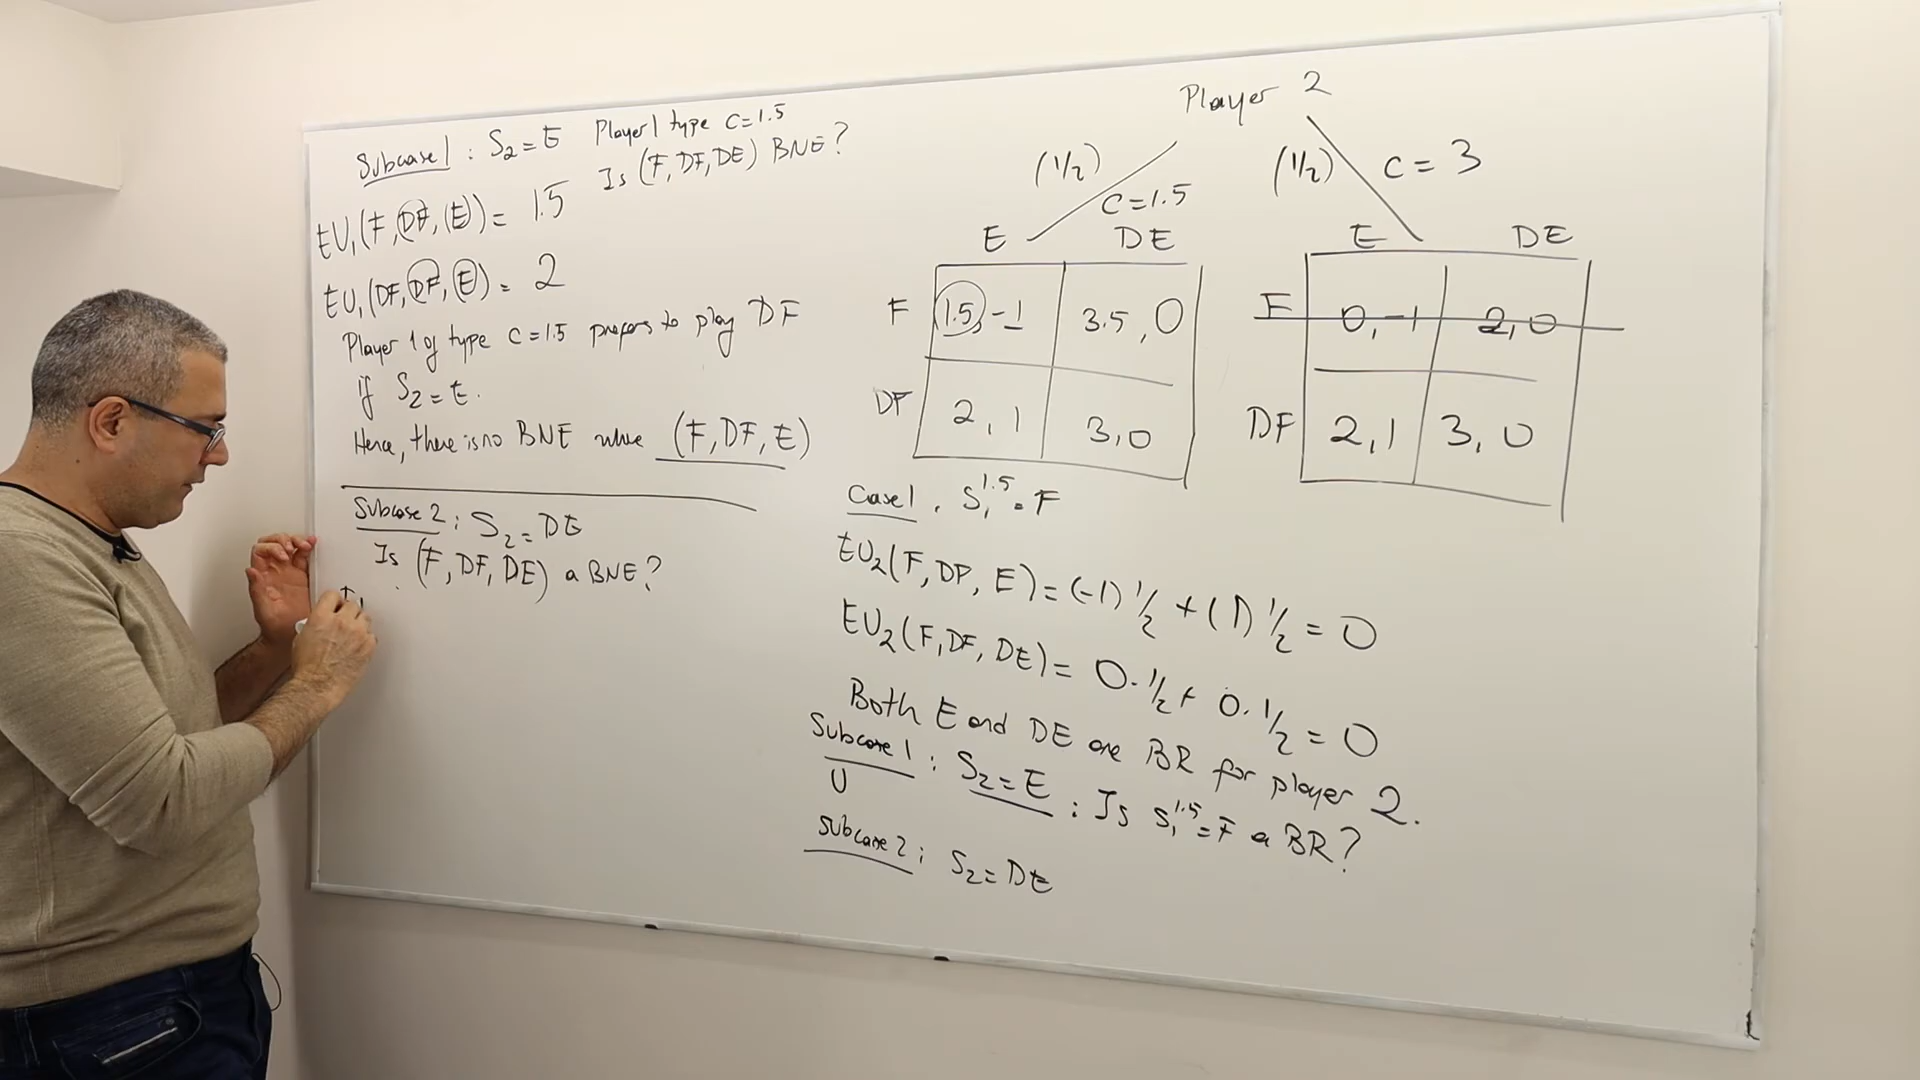 Subcase 1 : S₂ = E Player 1 type c=1.5
Is (F, DF, DE) BNE?
EU₁(F, DF, (E)) = 1.5
EU₁(DF, DF, E) = 2
Player 1 of type c=1.5 prefers to play DF
if S₂ = E.
Hence, there is no BNE where (F, DF, E)
Subcase 2 : S₂ = DE
Is (F, DF, DE) a BNE?
Player 2
(1/2) c=1.5
(1/2) c = 3
E DE
F 1.5, -1 3.5, 0
DF 2, 1 3, 0
E DE
F 0, -1 2, 0
DF 2, 1 3, 0
Case 1. S₁^1.5 = F
EU₂(F, DF, E) = (-1) 1/2 + (1) 1/2 = 0
EU₂(F, DF, DE) = 0·1/2 + 0·1/2 = 0
Both E and DE are BR for player 2.
Subcase 1 : S₂ = E : Is S₁^1.5 = F a BR?
U
Subcase 2 ; S₂ = DE